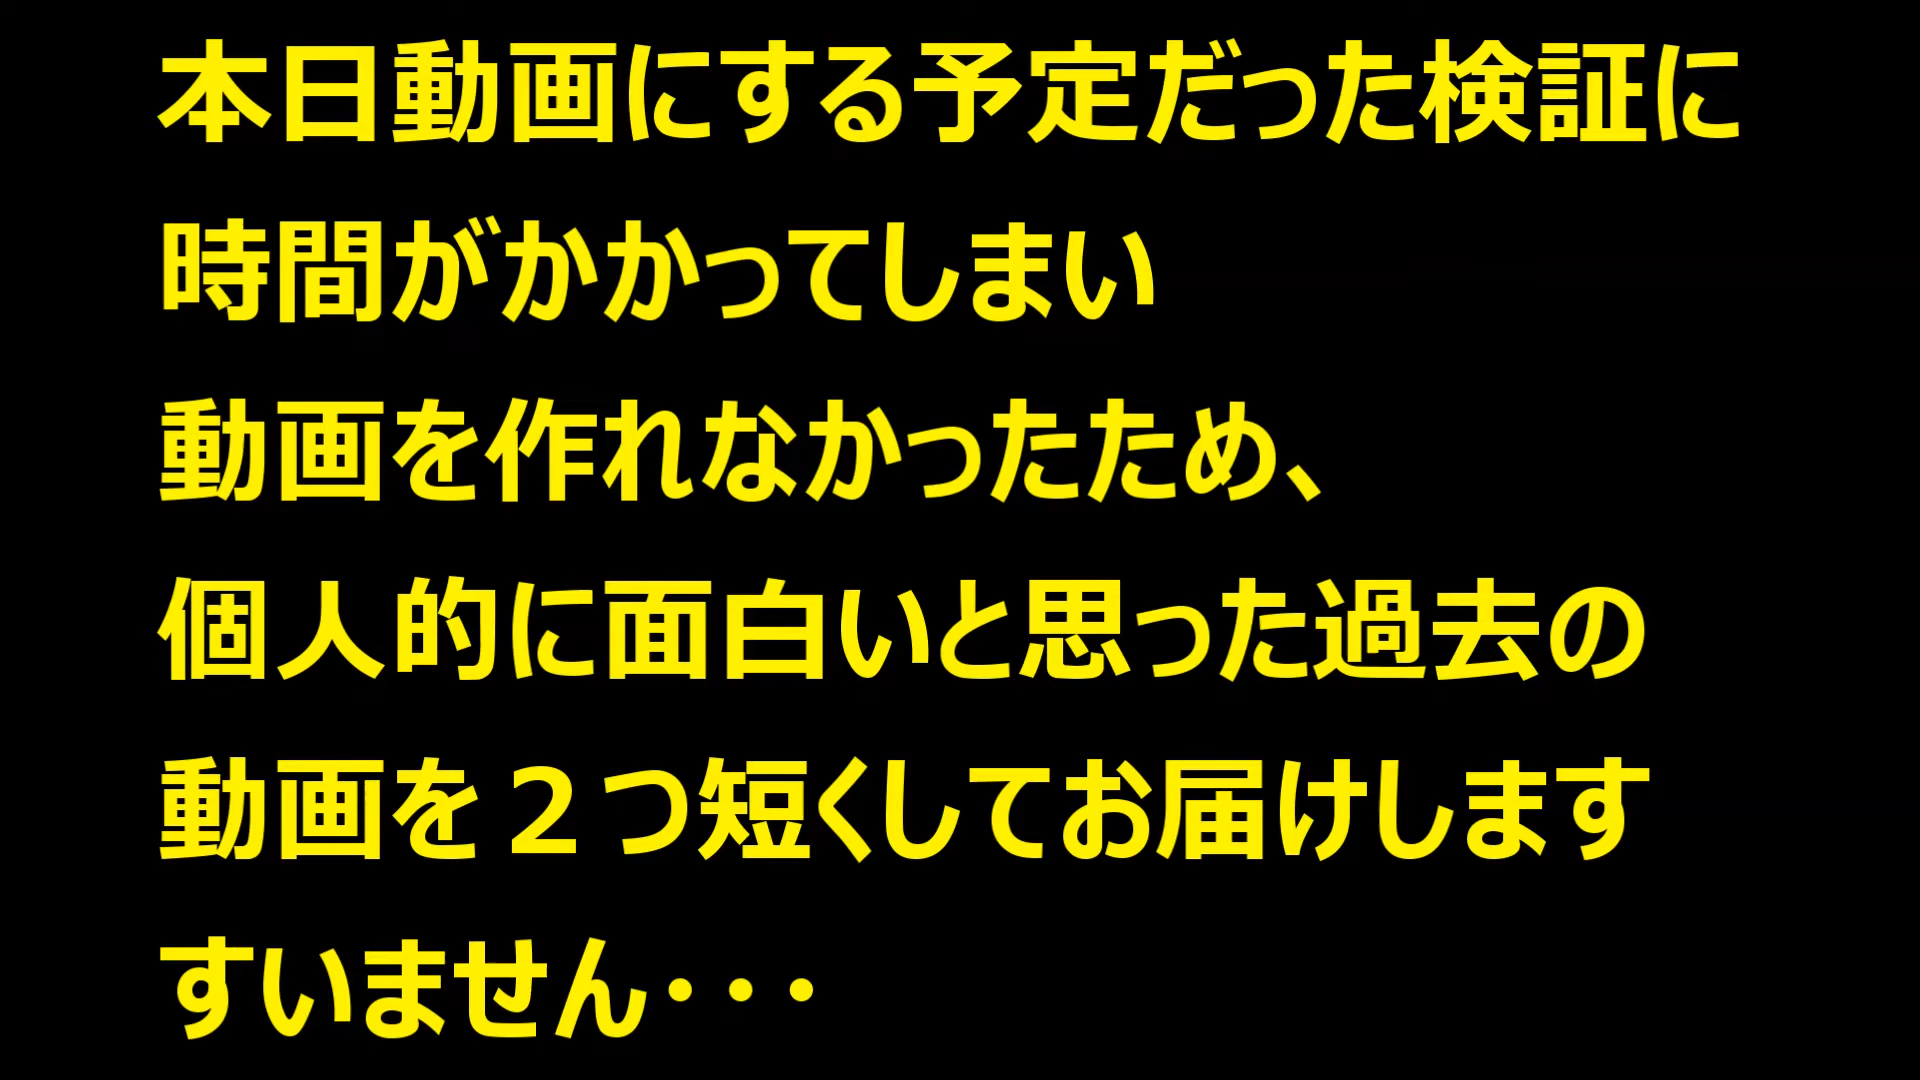 本日動画にする予定だった検証に
時間がかかってしまい
動画を作れなかったため、
個人的に面白いと思った過去の
動画を２つ短くしてお届けします
すいません・・・